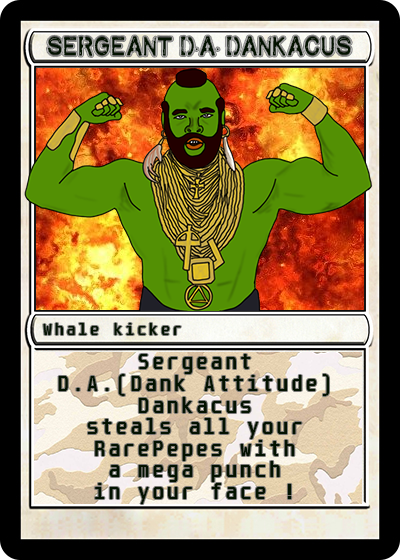 SERGEANT D.A. DANKACUS
Whale kicker
Sergeant
D.A.(Dank Attitude)
Dankacus
steals all your
RarePepes with
a mega punch
in your face !